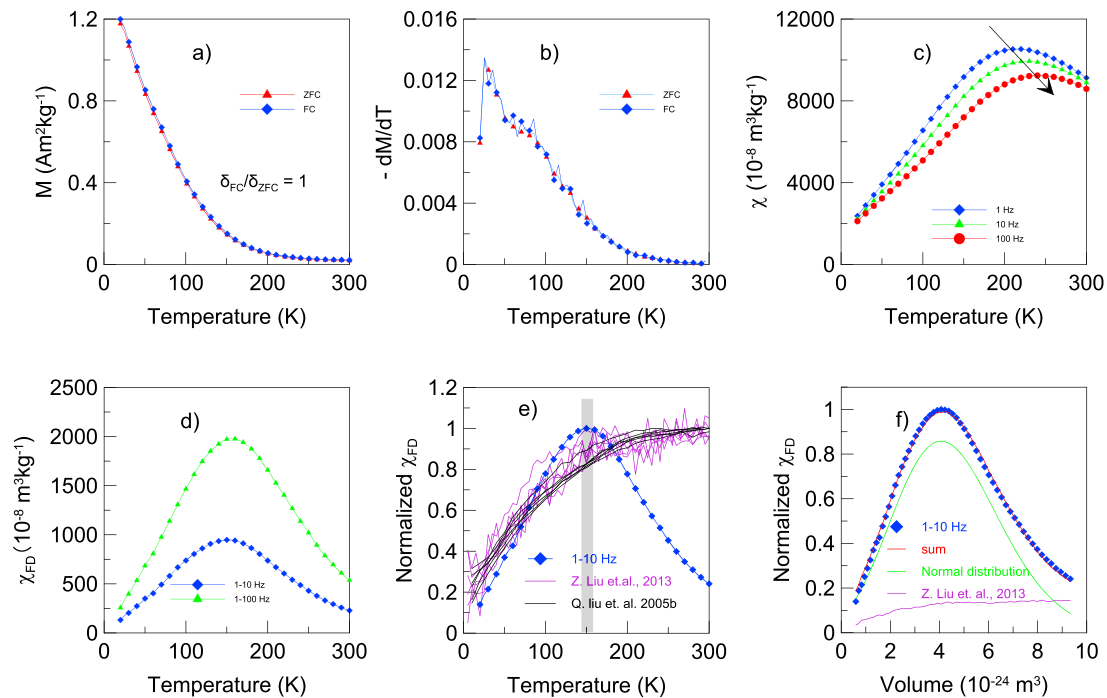 a)
1.2
0.8
0.4
0
M (Am2kg-1)
ZFC
FC
δFC/δZFC = 1
0 100 200 300
Temperature (K)
b)
0.016
0.012
0.008
0.004
0
- dM/dT
ZFC
FC
0 100 200 300
Temperature (K)
c)
12000
8000
4000
0
χ (10-8 m3kg-1)
1 Hz
10 Hz
100 Hz
0 100 200 300
Temperature (K)
d)
2500
2000
1500
1000
500
0
χFD(10-8 m3kg-1)
1-10 Hz
1-100 Hz
0 100 200 300
Temperature (K)
e)
1.2
1
0.8
0.6
0.4
0.2
0
Normalized χFD
1-10 Hz
Z. Liu et.al., 2013
Q. liu et. al. 2005b
0 100 200 300
Temperature (K)
f)
1
0.8
0.6
0.4
0.2
0
Normalized χFD
1-10 Hz
sum
Normal distribution
Z. Liu et.al., 2013
0 2 4 6 8 10
Volume (10-24 m3)